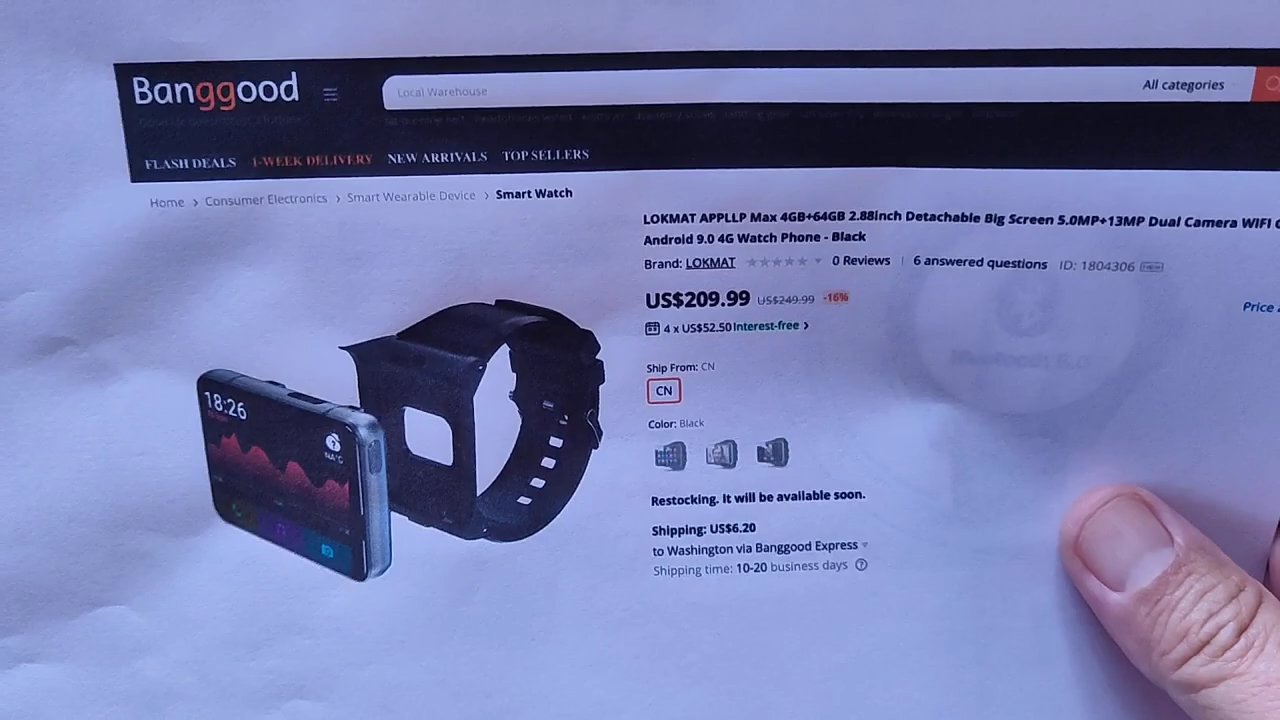 Banggood
Local Warehouse
All categories
FLASH DEALS 1-WEEK DELIVERY NEW ARRIVALS TOP SELLERS
Home > Consumer Electronics > Smart Wearable Device > Smart Watch
LOKMAT APPLLP Max 4GB+64GB 2.88inch Detachable Big Screen 5.0MP+13MP Dual Camera WIFI
Android 9.0 4G Watch Phone - Black
Brand: LOKMAT 0 Reviews | 6 answered questions ID: 1804306
US$209.99 US$249.99 -16%
Price
4 x US$52.50 Interest-free >
Ship From: CN
CN
Color: Black
Restocking. It will be available soon.
Shipping: US$6.20
to Washington via Banggood Express
Shipping time: 10-20 business days ?
18:26